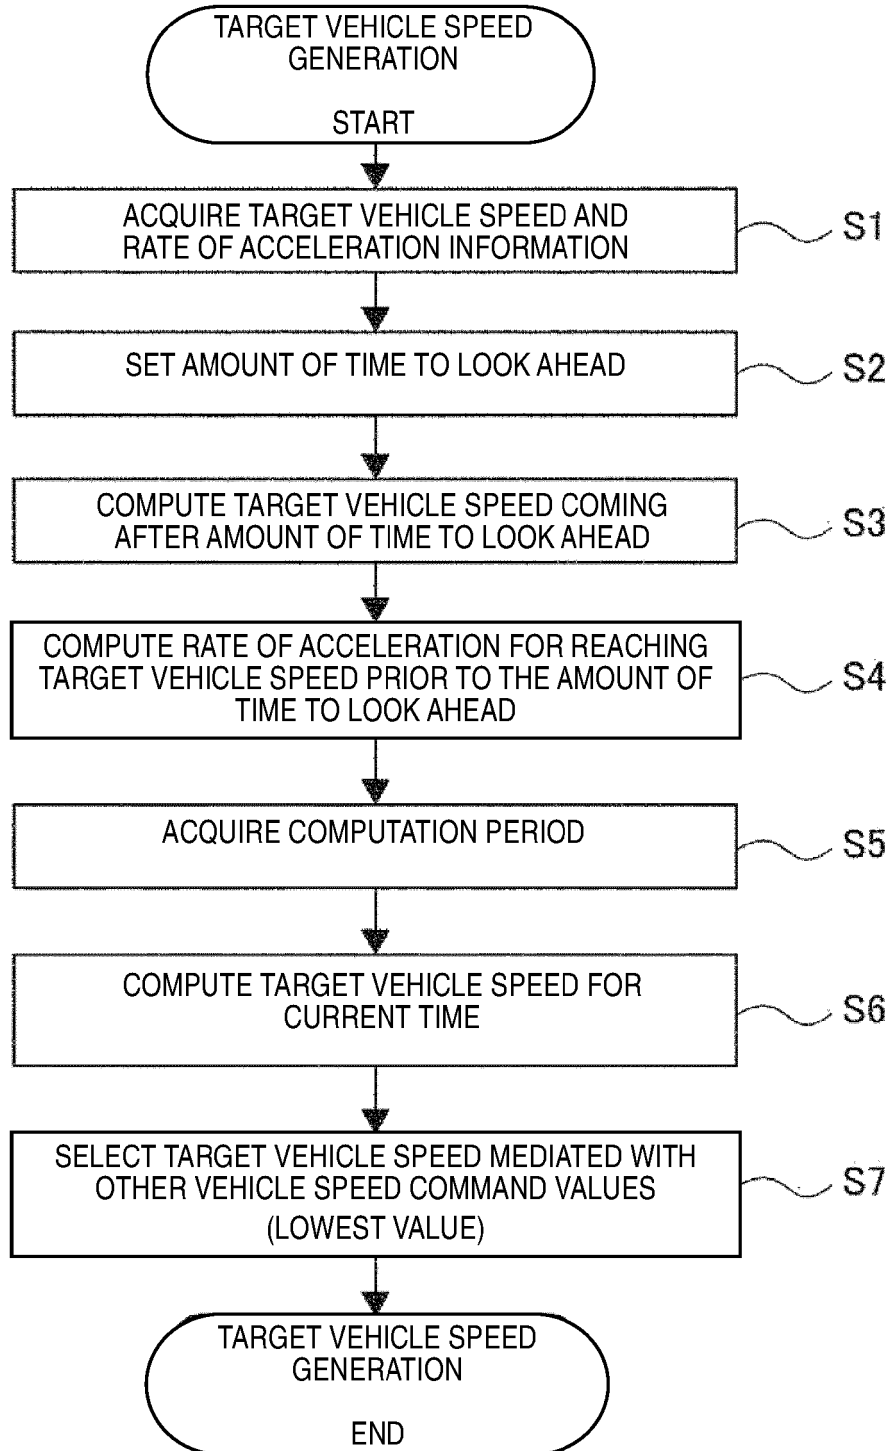 TARGET VEHICLE SPEED
GENERATION
START
ACQUIRE TARGET VEHICLE SPEED AND
RATE OF ACCELERATION INFORMATION
S1
SET AMOUNT OF TIME TO LOOK AHEAD
S2
COMPUTE TARGET VEHICLE SPEED COMING
AFTER AMOUNT OF TIME TO LOOK AHEAD
S3
COMPUTE RATE OF ACCELERATION FOR REACHING
TARGET VEHICLE SPEED PRIOR TO THE AMOUNT OF
TIME TO LOOK AHEAD
S4
ACQUIRE COMPUTATION PERIOD
S5
COMPUTE TARGET VEHICLE SPEED FOR
CURRENT TIME
S6
SELECT TARGET VEHICLE SPEED MEDIATED WITH
OTHER VEHICLE SPEED COMMAND VALUES
(LOWEST VALUE)
S7
TARGET VEHICLE SPEED
GENERATION
END